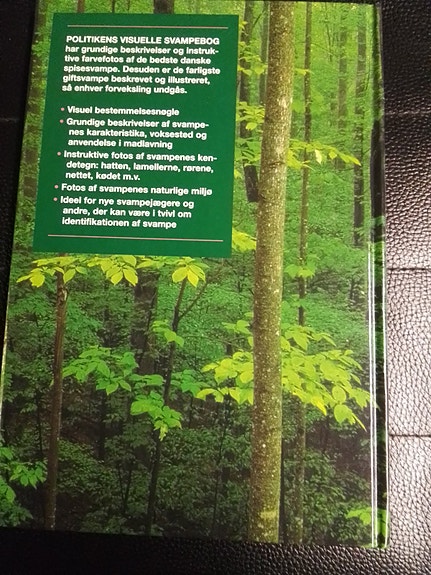 POLITIKENS VISUELLE SVAMPEBOG
har grundige beskrivelser og instruk-
tive farvefotos af de bedste danske
spisesvampe. Desuden er de farligste
giftsvampe beskrevet og illustreret,
så enhver forveksling undgås.
• Visuel bestemmelsesnøgle
• Grundige beskrivelser af svampe-
nes karakteristika, voksested og
anvendelse i madlavning
• Instruktive fotos af svampenes ken-
detegn: hatten, lamellerne, rørene,
nettet, kødet m.v.
• Fotos af svampenes naturlige miljø
• Ideel for nye svampejægere og
andre, der kan være i tvivl om
identifikationen af svampe